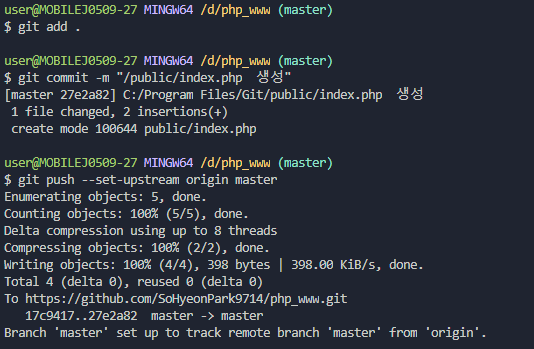 user@MOBILEJ0509-27 MINGW64 /d/php_www (master)
$ git add .
user@MOBILEJ0509-27 MINGW64 /d/php_www (master)
$ git commit -m "/public/index.php  생성"
[master 27e2a82] C:/Program Files/Git/public/index.php  생성
 1 file changed, 2 insertions(+)
 create mode 100644 public/index.php
user@MOBILEJ0509-27 MINGW64 /d/php_www (master)
$ git push --set-upstream origin master
Enumerating objects: 5, done.
Counting objects: 100% (5/5), done.
Delta compression using up to 8 threads
Compressing objects: 100% (2/2), done.
Writing objects: 100% (4/4), 398 bytes | 398.00 KiB/s, done.
Total 4 (delta 0), reused 0 (delta 0)
To https://github.com/SoHyeonPark9714/php_www.git
   17c9417..27e2a82  master -> master
Branch 'master' set up to track remote branch 'master' from 'origin'.